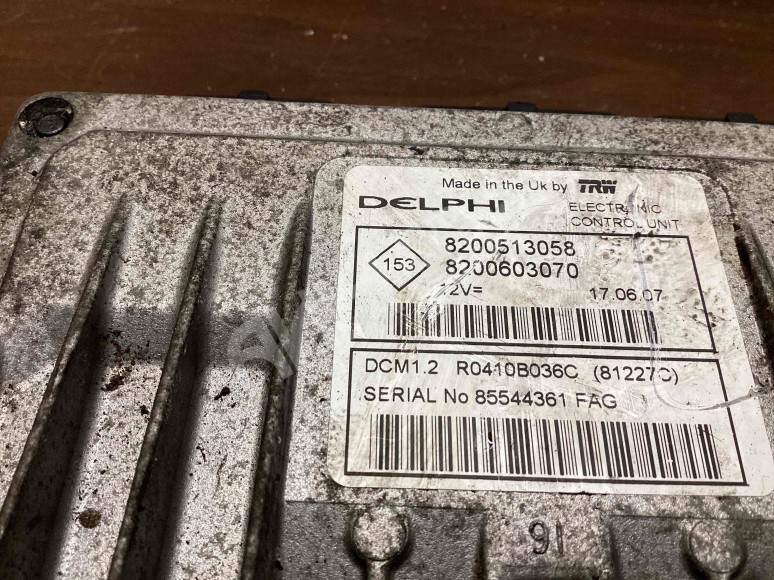 Made in the Uk by TRW
DELPHI ELECTRONIC
CONTROL UNIT
153
8200513058
8200603070
12V= 17.06.07
DCM1.2 R0410B036C (81227C)
SERIAL No 85544361 FAG
91